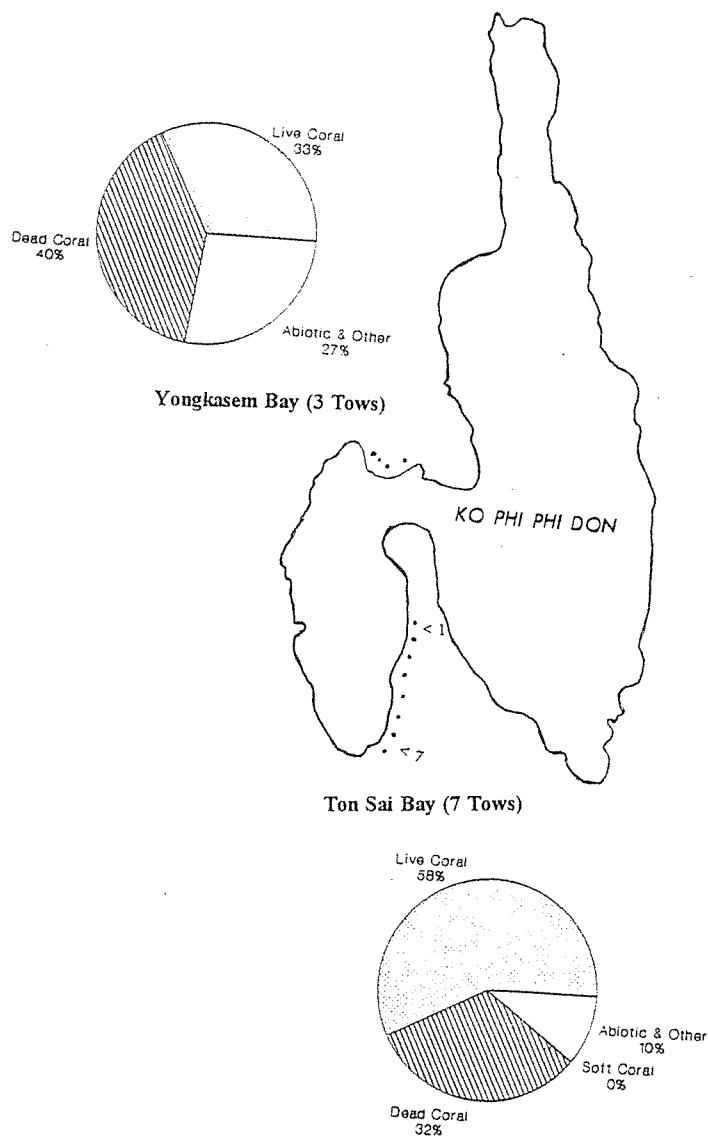 Live Coral
33%
Dead Coral
40%
Abiotic & Other
27%
Yongkasem Bay (3 Tows)
KO PHI PHI DON
< 1
< 7
Ton Sai Bay (7 Tows)
Live Coral
58%
Abiotic & Other
10%
Soft Coral
0%
Dead Coral
32%